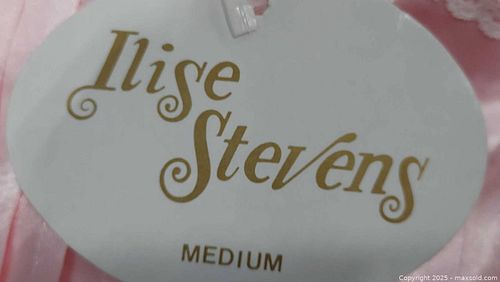 Ilise
Stevens
MEDIUM
Copyright 2025 - maxsold.com